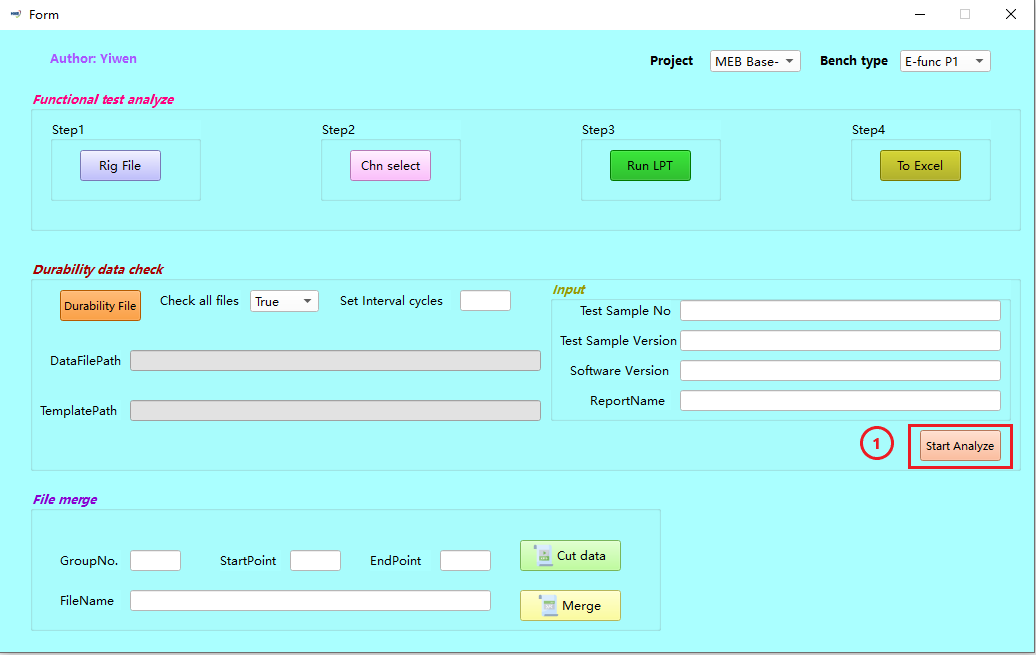 Form
Author: Yiwen
Project MEB Base- Bench type E-func P1
Functional test analyze
Step1 Step2 Step3 Step4
Rig File Chn select Run LPT To Excel
Durability data check
Durability File Check all files True Set Interval cycles
DataFilePath
TemplatePath
Input
Test Sample No
Test Sample Version
Software Version
ReportName
1 Start Analyze
File merge
GroupNo. StartPoint EndPoint Cut data
FileName Merge